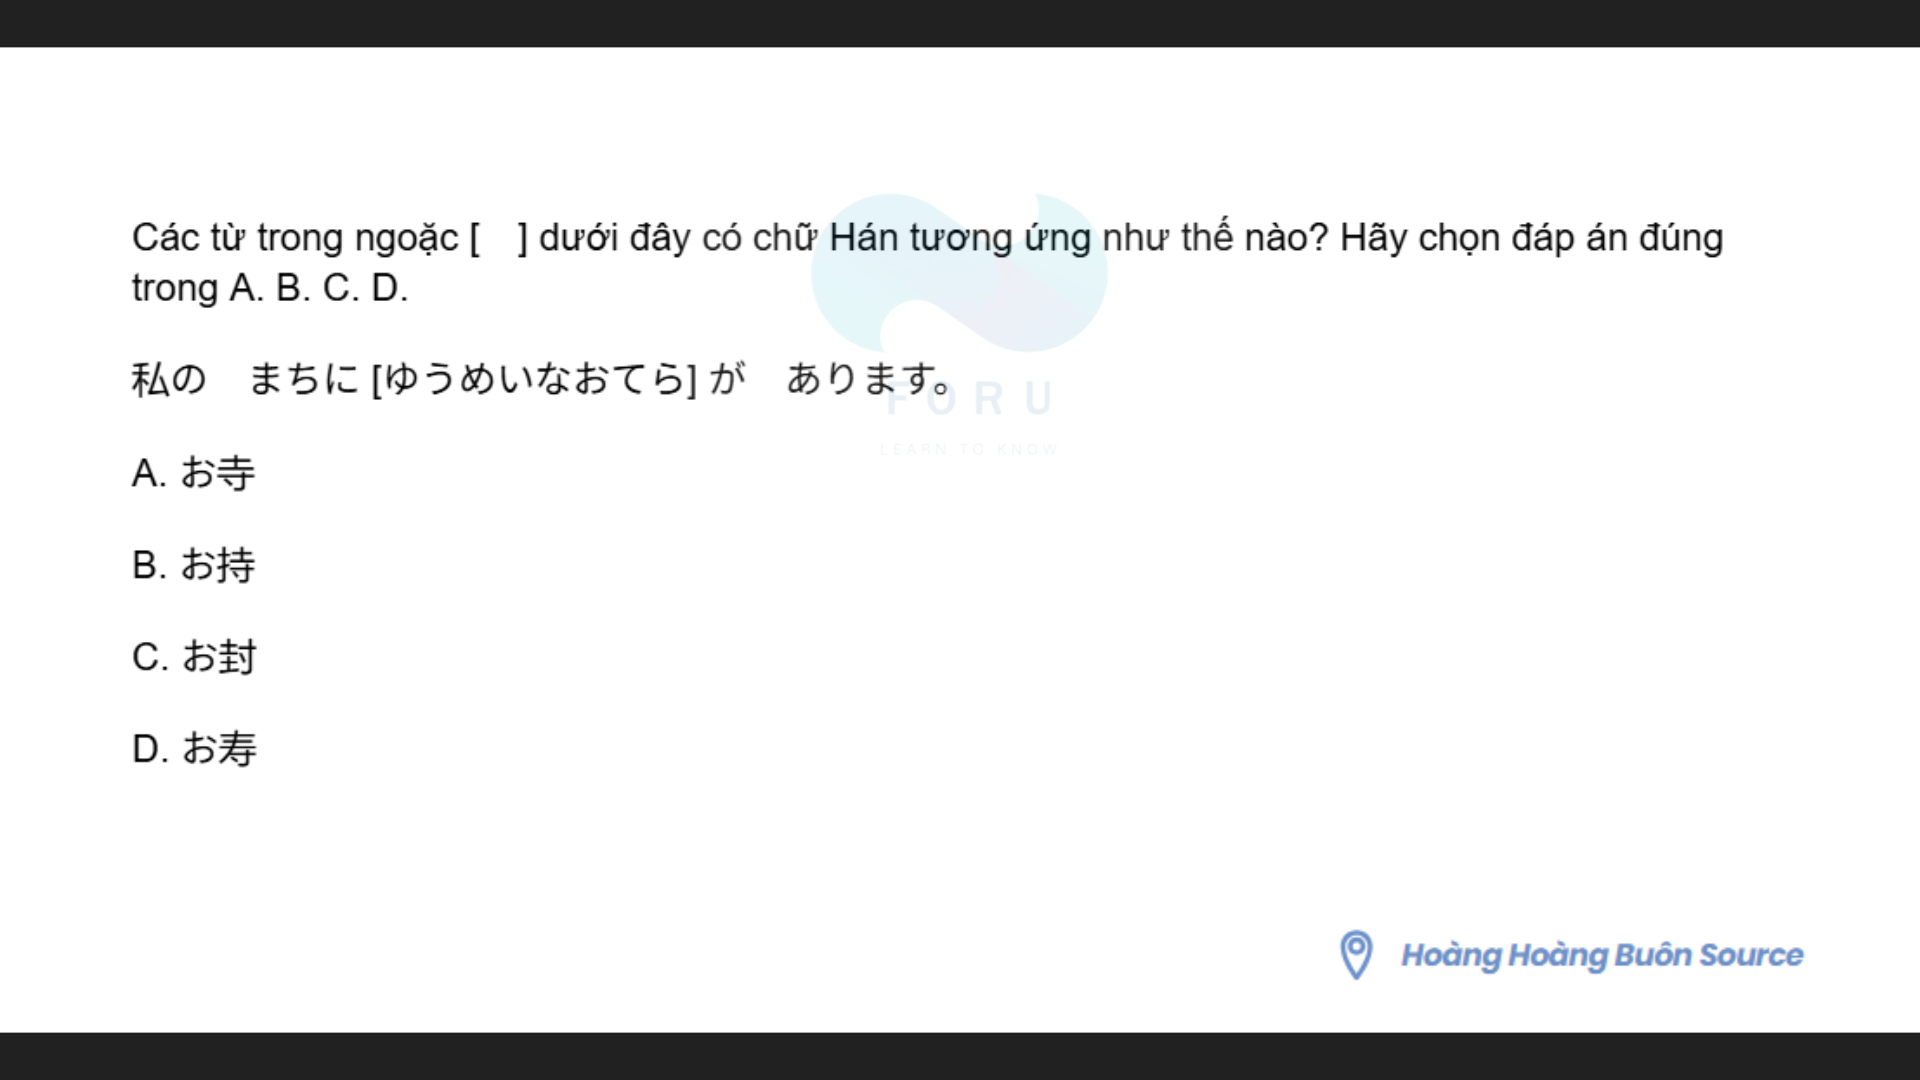 Các từ trong ngoặc [　] dưới đây có chữ Hán tương ứng như thế nào? Hãy chọn đáp án đúng
trong A. B. C. D.
私の　まちに [ゆうめいなおてら] が　あります。
FORU
LEARN TO KNOW
A. お寺
B. お持
C. お封
D. お寿
Hoàng Hoàng Buôn Source